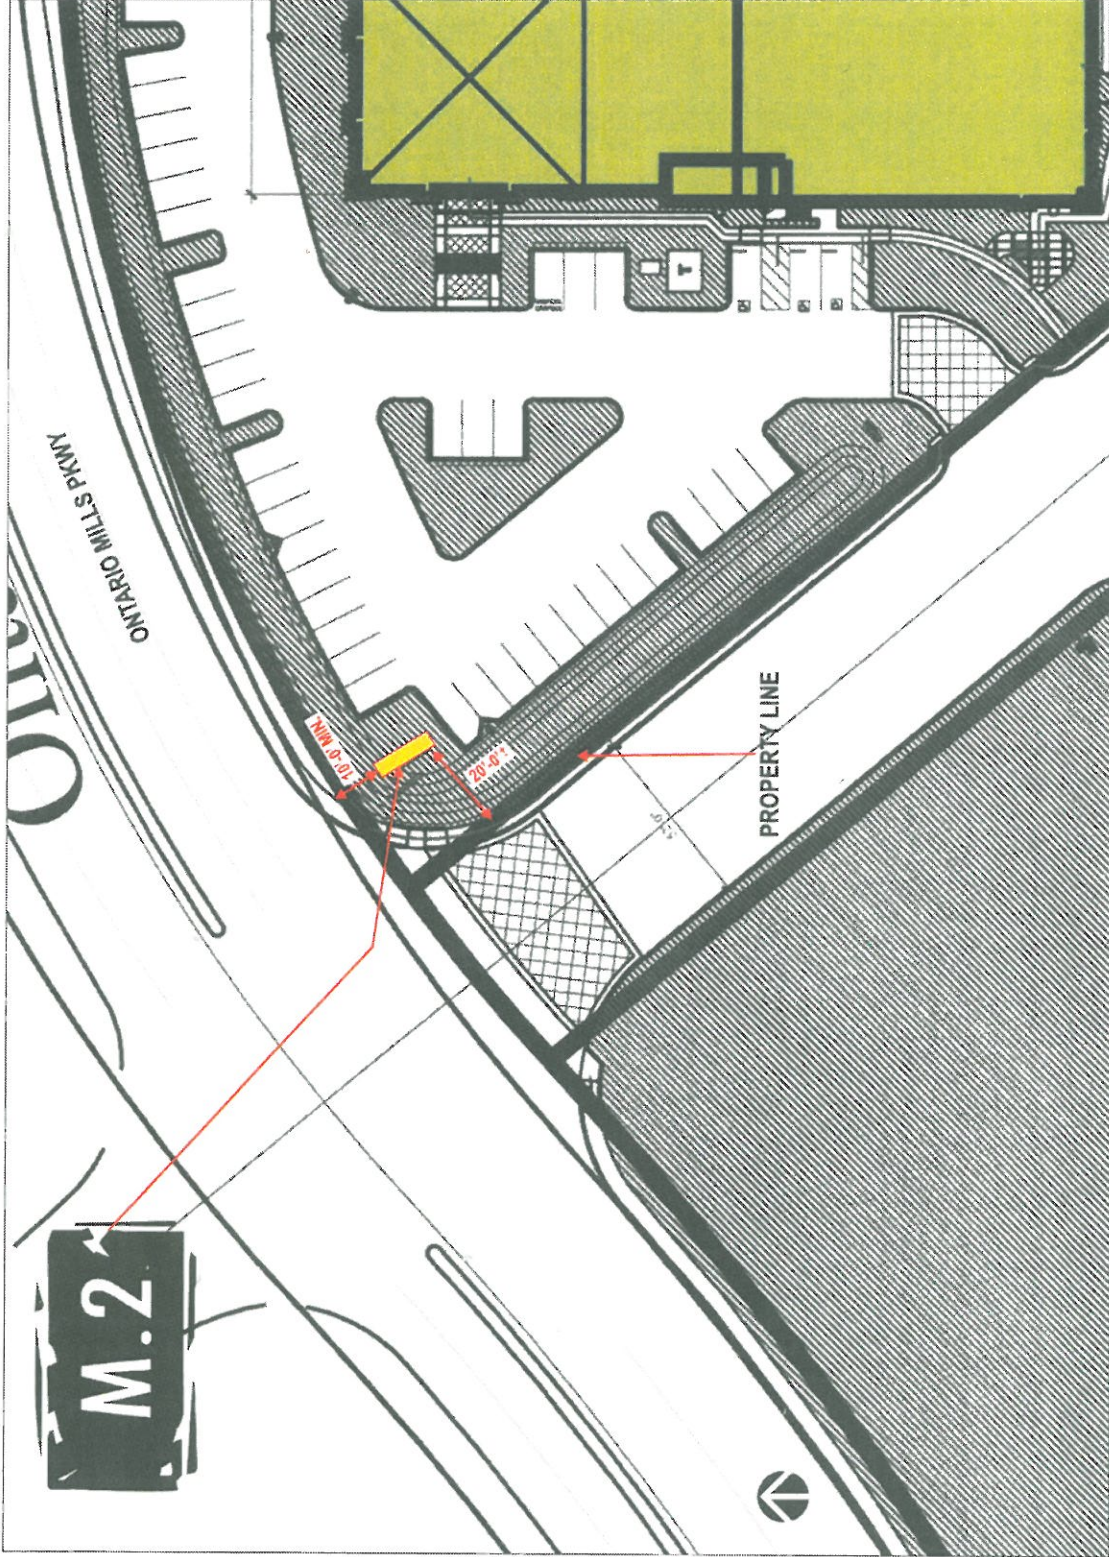 ONTARIO MILLS PKWY
10'-0" MIN.
20'-0"±
PROPERTY LINE
M.2
T